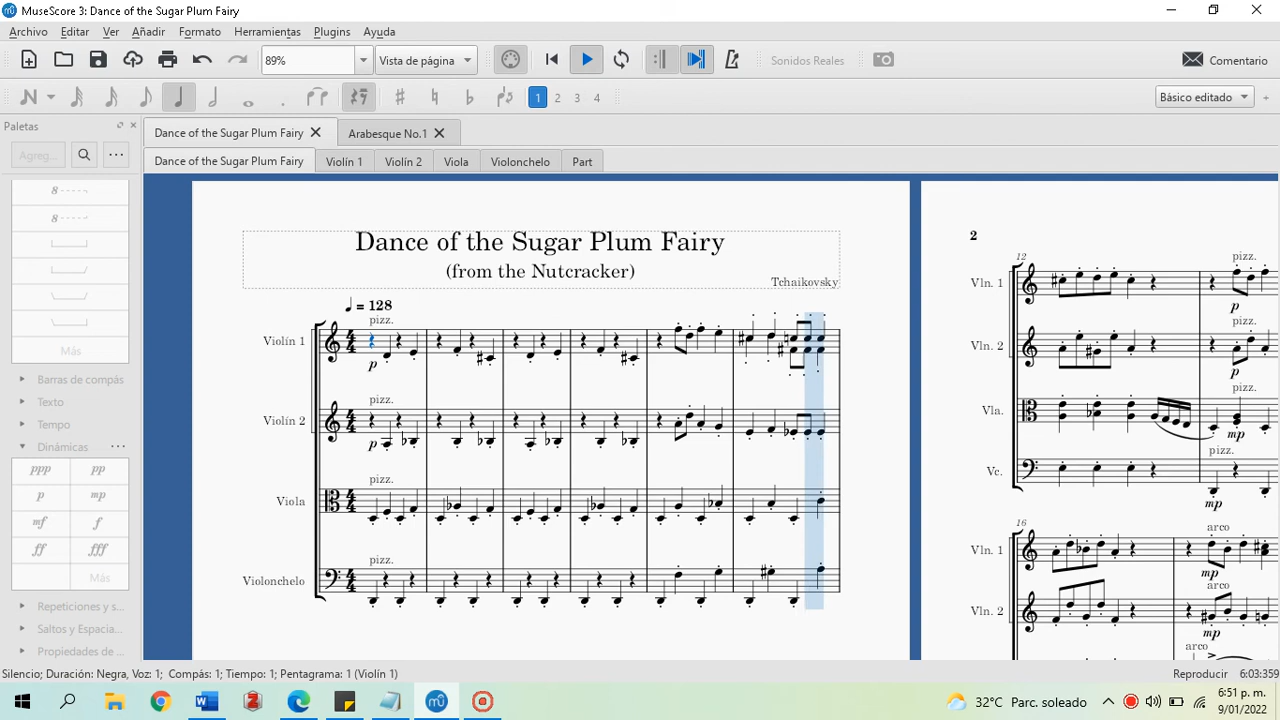 MuseScore 3: Dance of the Sugar Plum Fairy
Archivo Editar Ver Añadir Formato Herramientas Plugins Ayuda
89% Vista de página Sonidos Reales Comentario
1 2 3 4 Básico editado
Paletas
Dance of the Sugar Plum Fairy Arabesque No.1
Agreg...
Dance of the Sugar Plum Fairy Violín 1 Violín 2 Viola Violonchelo Part
8
8
Más
Barras de compás
Texto
Tempo
Dinámicas
ppp pp
p mp
mf f
ff fff
Más
Repeticiones y s...
Saltos y Espacia...
Propiedades de
Dance of the Sugar Plum Fairy
(from the Nutcracker)
Tchaikovsky
= 128
pizz.
Violín 1
p
pizz.
Violín 2
p
pizz.
Viola
pizz.
Violonchelo
2
12
pizz.
Vln. 1
p
pizz.
Vln. 2
p
pizz.
Vla.
mp
pizz.
Vc.
mp
16
arco
Vln. 1
mp
Vln. 2
mp
arco
Silencio; Duración: Negra, Voz: 1; Compás: 1; Tiempo: 1; Pentagrama: 1 (Violín 1) Reproducir 6:03:359
32°C Parc. soleado 6:51 p. m.
9/01/2022